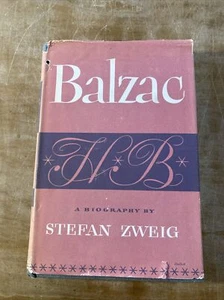 Balzac
H B
A BIOGRAPHY BY
STEFAN ZWEIG